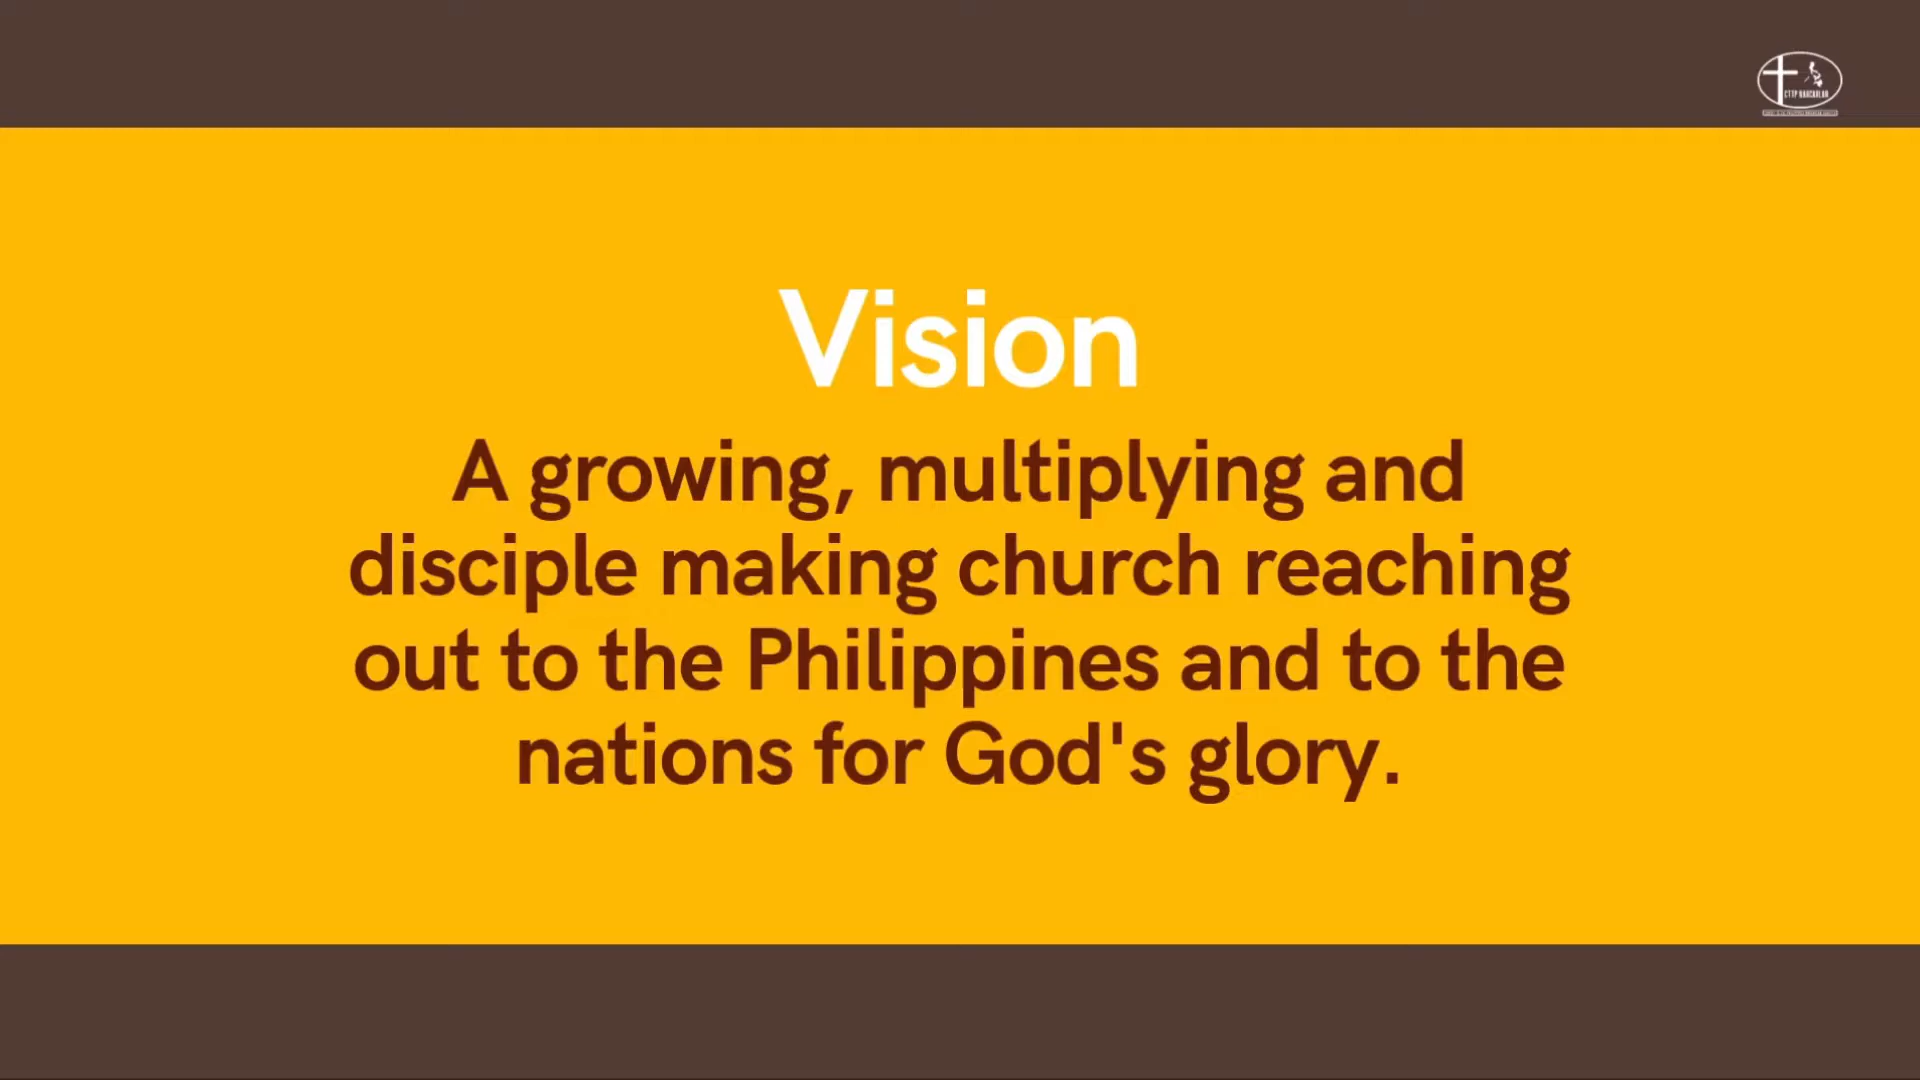 Vision
A growing, multiplying and
disciple making church reaching
out to the Philippines and to the
nations for God's glory.